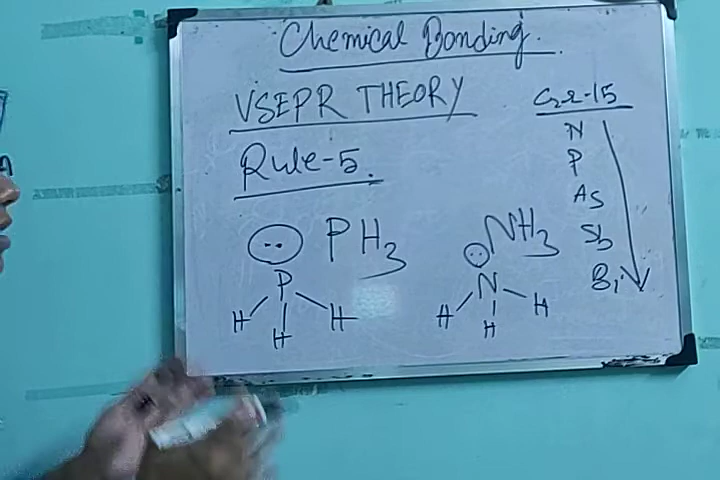 Chemical Bonding.
VSEPR THEORY
Rule-5.
PH3
P
H
H
H
NH3
N
H
H
H
Gr-15
N
P
As
Sb
Bi